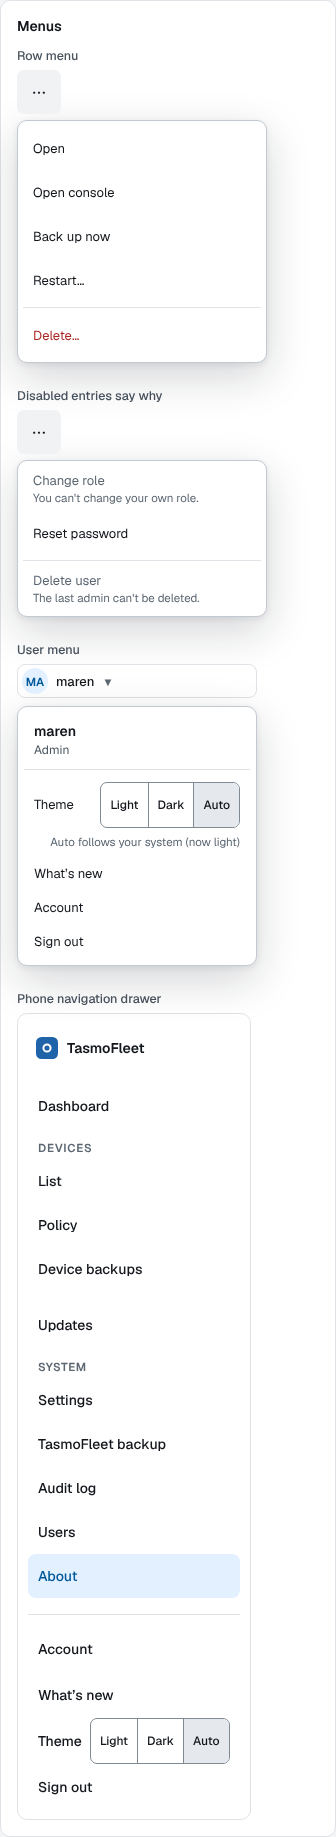 Menus
Row menu
...
Open
Open console
Back up now
Restart…
Delete…
Disabled entries say why
...
Change role
You can't change your own role.
Reset password
Delete user
The last admin can't be deleted.
User menu
MA maren ▾
maren
Admin
Theme Light Dark Auto
Auto follows your system (now light)
What's new
Account
Sign out
Phone navigation drawer
TasmoFleet
Dashboard
DEVICES
List
Policy
Device backups
Updates
SYSTEM
Settings
TasmoFleet backup
Audit log
Users
About
Account
What's new
Theme Light Dark Auto
Sign out